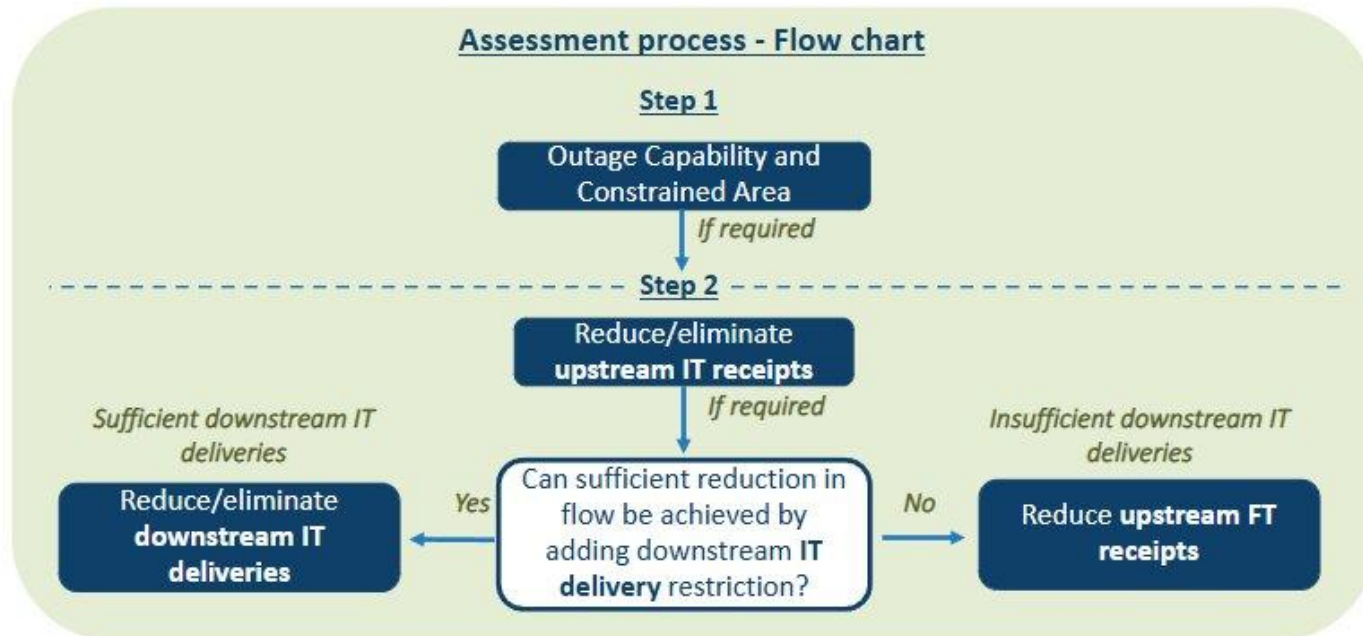 Assessment process - Flow chart
Step 1
Outage Capability and
Constrained Area
If required
Step 2
Reduce/eliminate
upstream IT receipts
If required
Sufficient downstream IT
deliveries
Reduce/eliminate
downstream IT
deliveries
Yes
Can sufficient reduction in
flow be achieved by
adding downstream IT
delivery restriction?
No
Insufficient downstream IT
deliveries
Reduce upstream FT
receipts